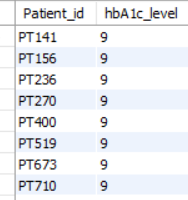 Patient_id hbA1c_level
PT141 9
PT156 9
PT236 9
PT270 9
PT400 9
PT519 9
PT673 9
PT710 9